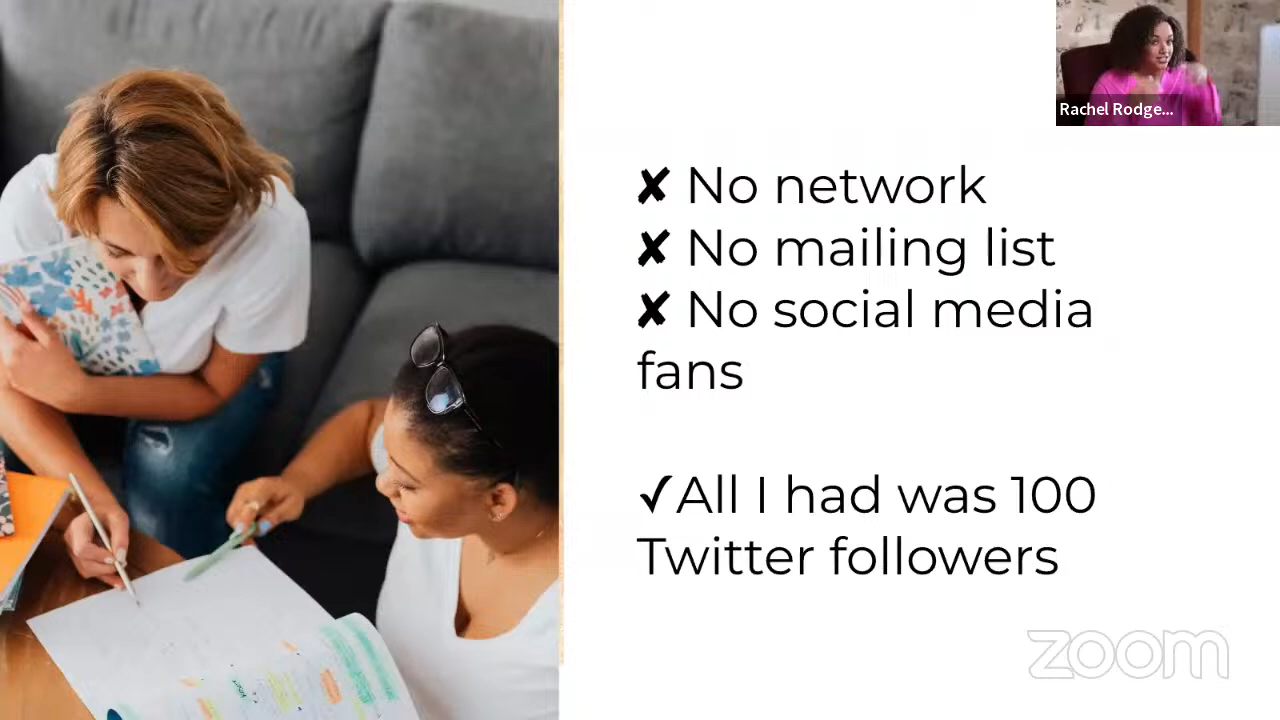 Rachel Rodge...
✘ No network
✘ No mailing list
✘ No social media
fans
✓All I had was 100
Twitter followers
zoom